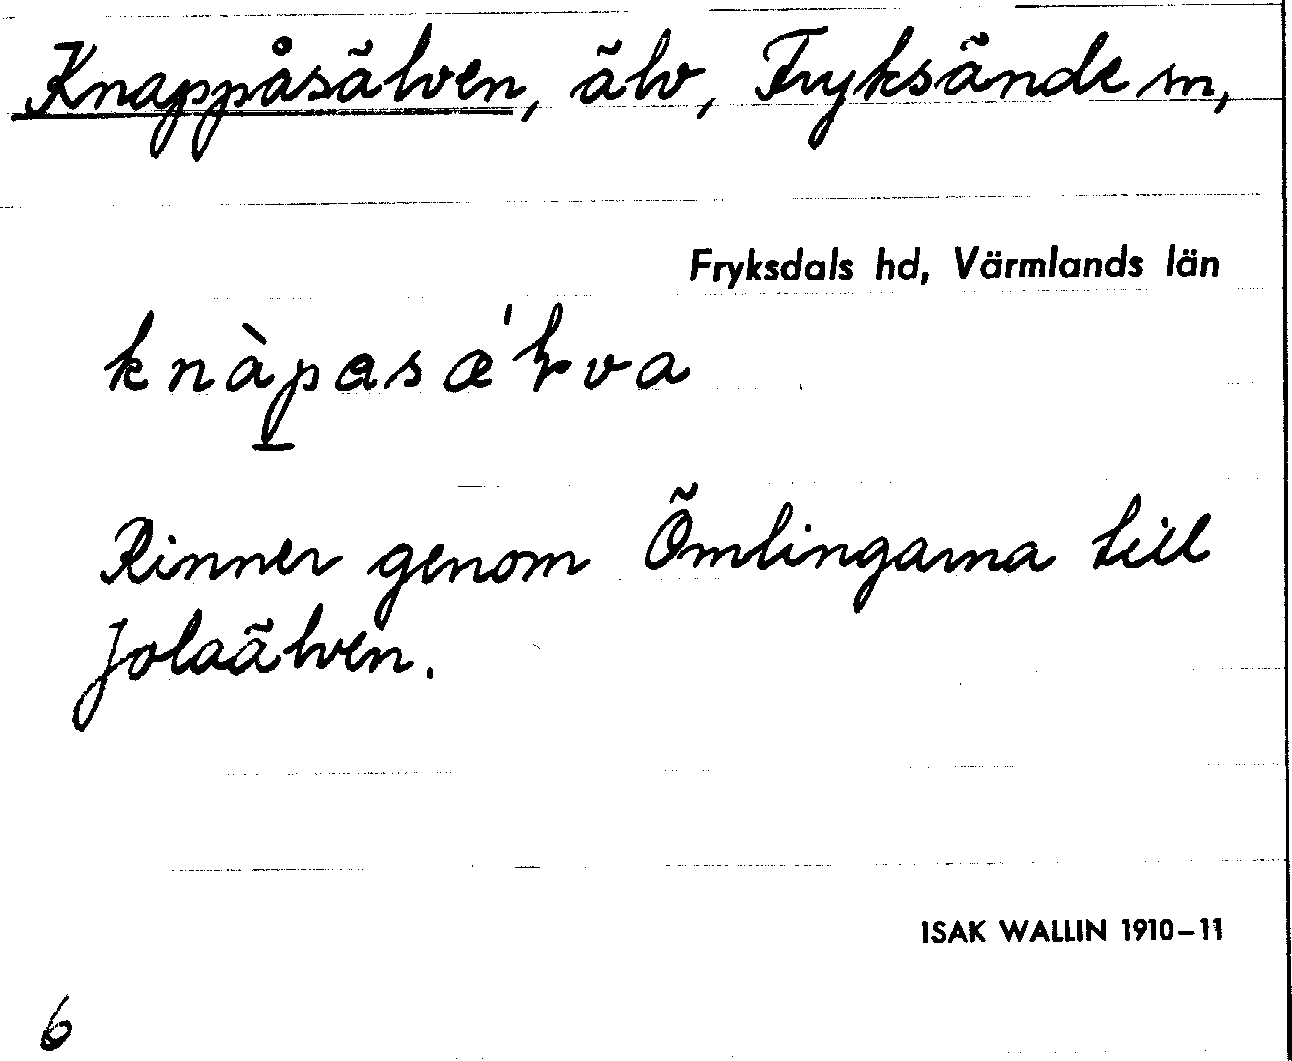 Knappåsälven, älv, Fryksände sn,
Fryksdals hd, Värmlands län
knàpasæ'lva
Rinner genom Ömlingarna till
Jolaälven.
ISAK WALLIN 1910–11
6